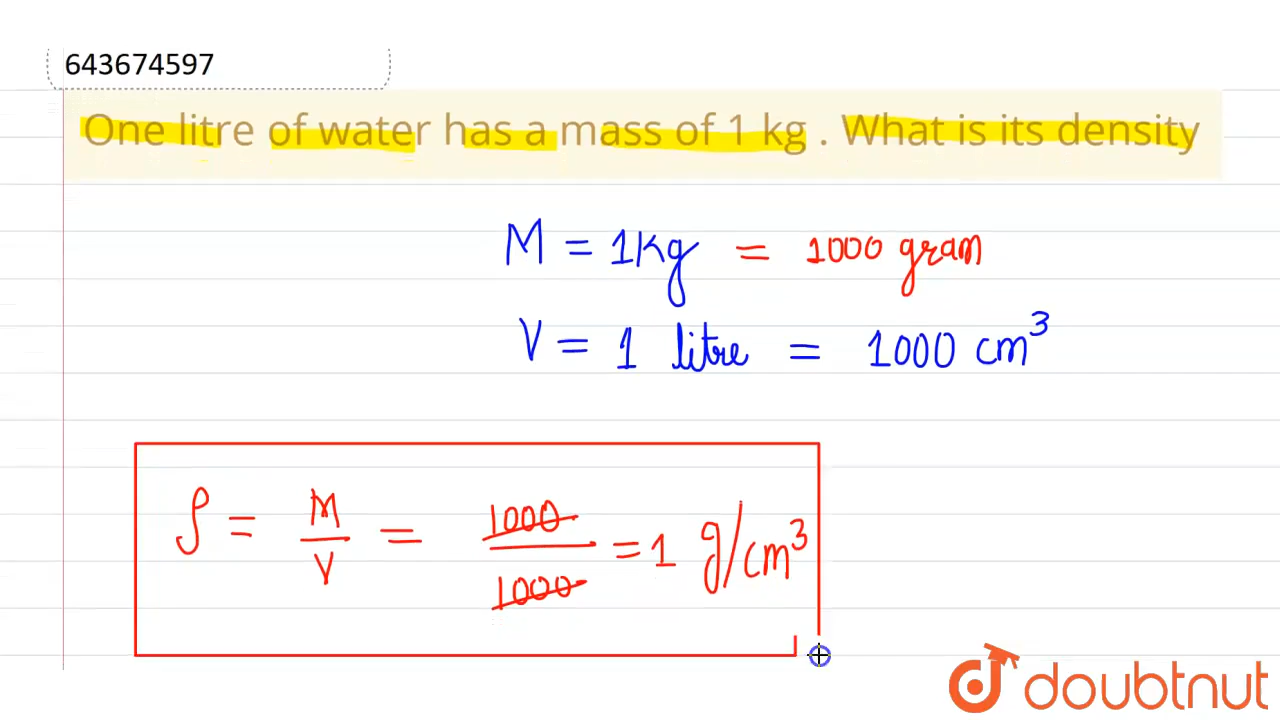 643674597
One litre of water has a mass of 1 kg . What is its density
M = 1Kg = 1000 gram
V = 1 litre = 1000 cm³
ρ = M/V = 1000/1000 = 1 g/cm³
doubtnut